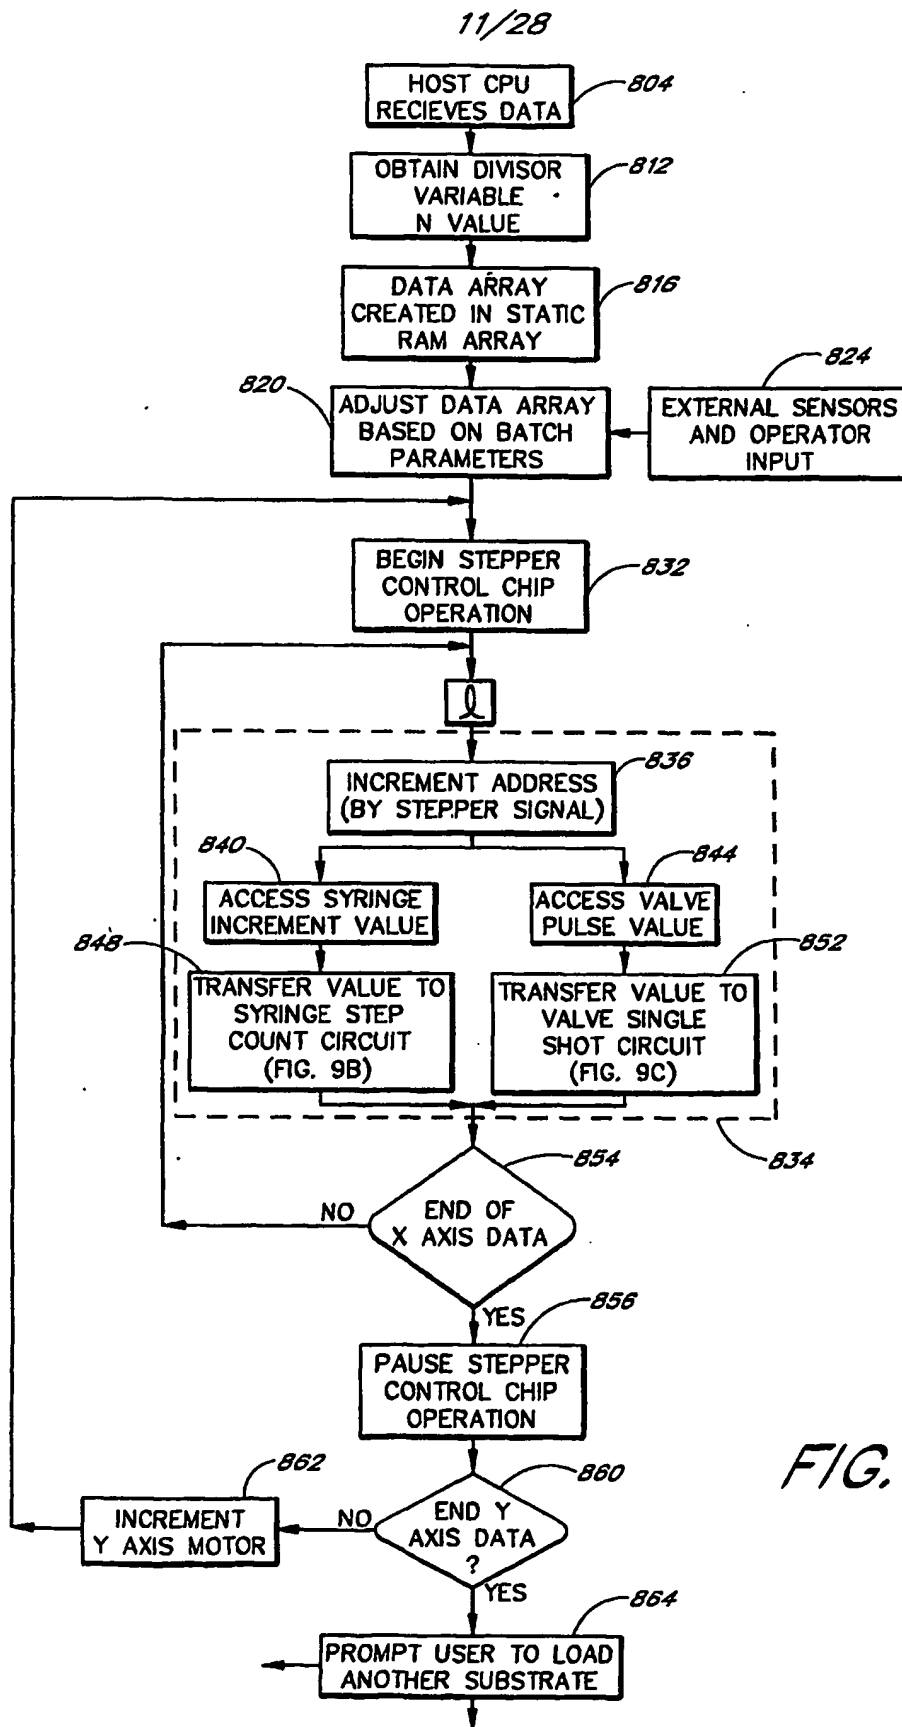 11/28
HOST CPU
RECIEVES DATA
804
OBTAIN DIVISOR
VARIABLE
N VALUE
812
DATA ARRAY
CREATED IN STATIC
RAM ARRAY
816
820
ADJUST DATA ARRAY
BASED ON BATCH
PARAMETERS
824
EXTERNAL SENSORS
AND OPERATOR
INPUT
BEGIN STEPPER
CONTROL CHIP
OPERATION
832
l
INCREMENT ADDRESS
(BY STEPPER SIGNAL)
836
840
ACCESS SYRINGE
INCREMENT VALUE
844
ACCESS VALVE
PULSE VALUE
848
TRANSFER VALUE TO
SYRINGE STEP
COUNT CIRCUIT
(FIG. 9B)
852
TRANSFER VALUE TO
VALVE SINGLE
SHOT CIRCUIT
(FIG. 9C)
834
854
END OF
X AXIS DATA
NO
YES
856
PAUSE STEPPER
CONTROL CHIP
OPERATION
FIG.
860
END Y
AXIS DATA
?
NO
862
INCREMENT
Y AXIS MOTOR
YES
864
PROMPT USER TO LOAD
ANOTHER SUBSTRATE